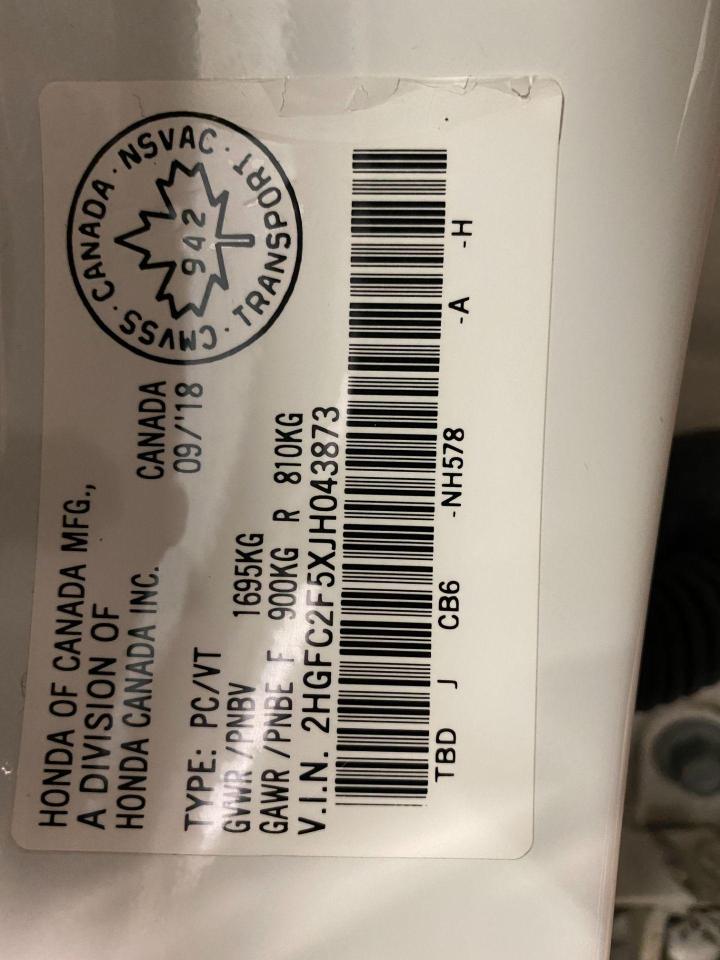 HONDA OF CANADA MFG.,
A DIVISION OF
HONDA CANADA INC.
CANADA
09/'18
CMVSS · CANADA · NSVAC · TRANSPORT ·
942
TYPE: PC/VT
GVWR /PNBV 1695KG
GAWR /PNBE F 900KG R 810KG
V.I.N. 2HGFC2F5XJH043873
TBD J CB6 -NH578 -A -H